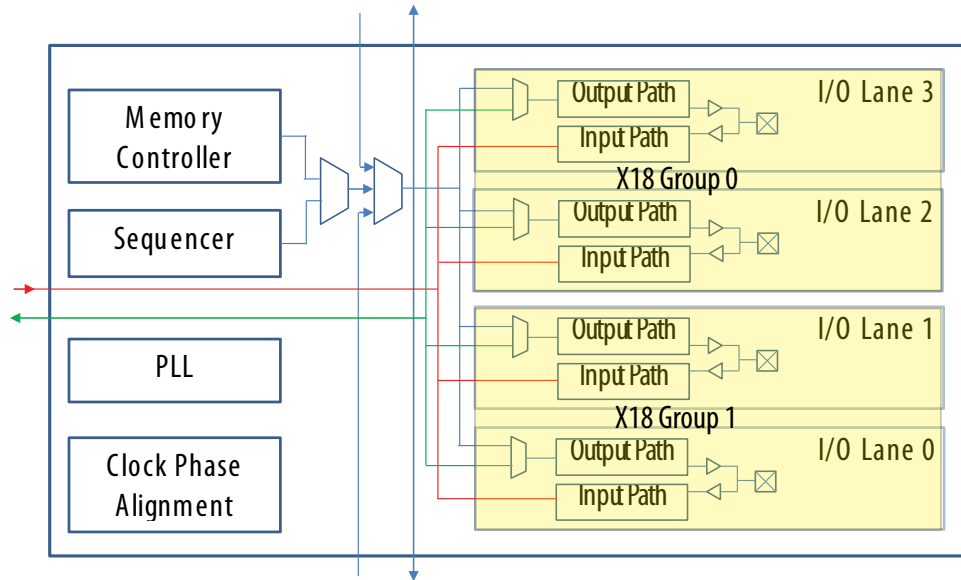 Memory
Controller
Sequencer
PLL
Clock Phase
Alignment
Output Path
I/O Lane 3
Input Path
X18 Group 0
Output Path
I/O Lane 2
Input Path
Output Path
I/O Lane 1
Input Path
X18 Group 1
Output Path
I/O Lane 0
Input Path